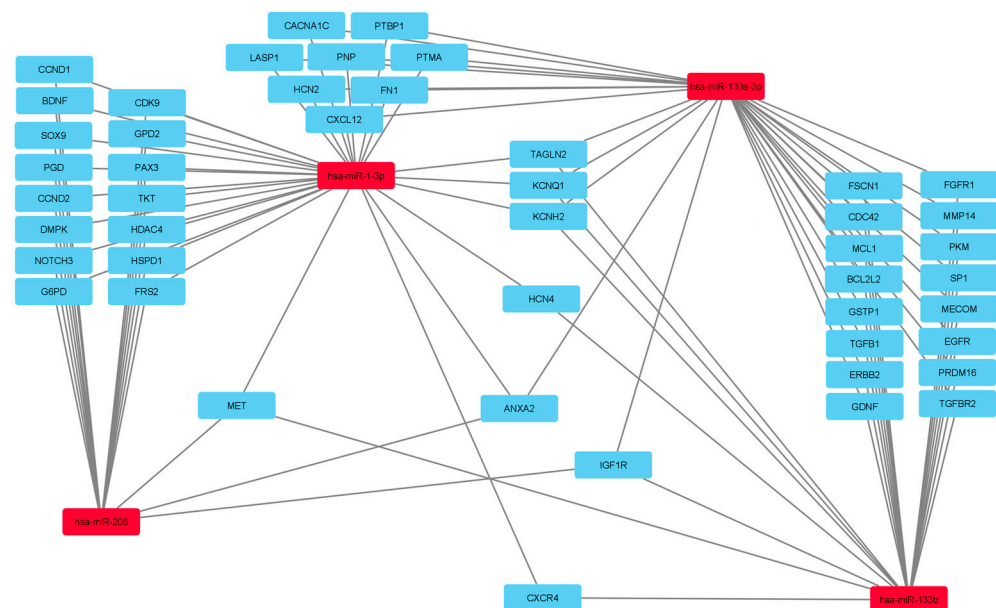 CACNA1C
PTBP1
LASP1
PNP
PTMA
HCN2
FN1
CXCL12
hsa-miR-133a-3p
CCND1
BDNF
CDK9
SOX9
GPD2
PGD
PAX3
CCND2
TKT
DMPK
HDAC4
NOTCH3
HSPD1
G6PD
FRS2
hsa-miR-1-3p
TAGLN2
KCNQ1
KCNH2
HCN4
FSCN1
FGFR1
CDC42
MMP14
MCL1
PKM
BCL2L2
SP1
GSTP1
MECOM
TGFB1
EGFR
ERBB2
PRDM16
GDNF
TGFBR2
MET
ANXA2
IGF1R
hsa-miR-206
CXCR4
hsa-miR-133b